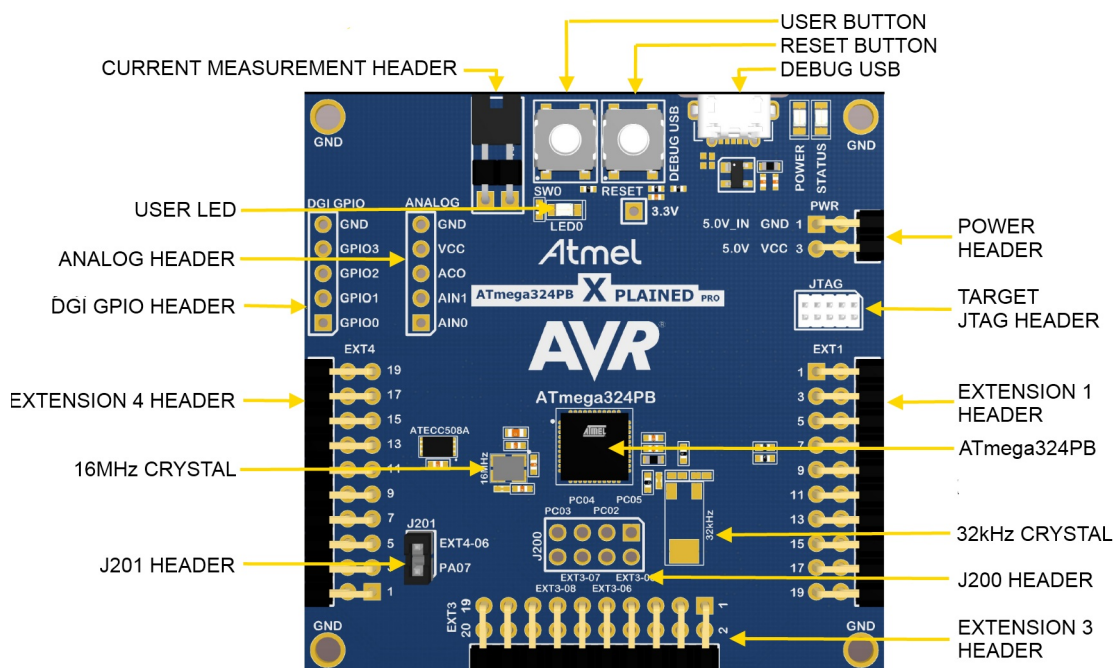 USER BUTTON
RESET BUTTON
DEBUG USB
CURRENT MEASUREMENT HEADER
USER LED
ANALOG HEADER
DGI GPIO HEADER
EXTENSION 4 HEADER
16MHz CRYSTAL
J201 HEADER
POWER
HEADER
TARGET
JTAG HEADER
EXTENSION 1
HEADER
ATmega324PB
32kHz CRYSTAL
J200 HEADER
EXTENSION 3
HEADER
GND
GND
DEBUG USB
POWER
STATUS
SW0
RESET
3.3V
LED0
PWR
5.0V_IN GND 1
5.0V VCC 3
DGI GPIO
GND
GPIO3
GPIO2
GPIO1
GPIO0
ANALOG
GND
VCC
ACO
AIN1
AIN0
Atmel
ATmega324PB X PLAINED PRO
AVR®
ATmega324PB
ATMEL
JTAG
EXT4
19
17
15
13
11
9
7
5
1
EXT1
1
3
5
7
9
11
13
15
17
19
ATECC508A
16MHz
32kHz
J201
EXT4-06
PA07
PC04 PC05
PC03 PC02
J200
EXT3-07
EXT3-08 EXT3-06
EXT3
19
20
1
2
GND
GND